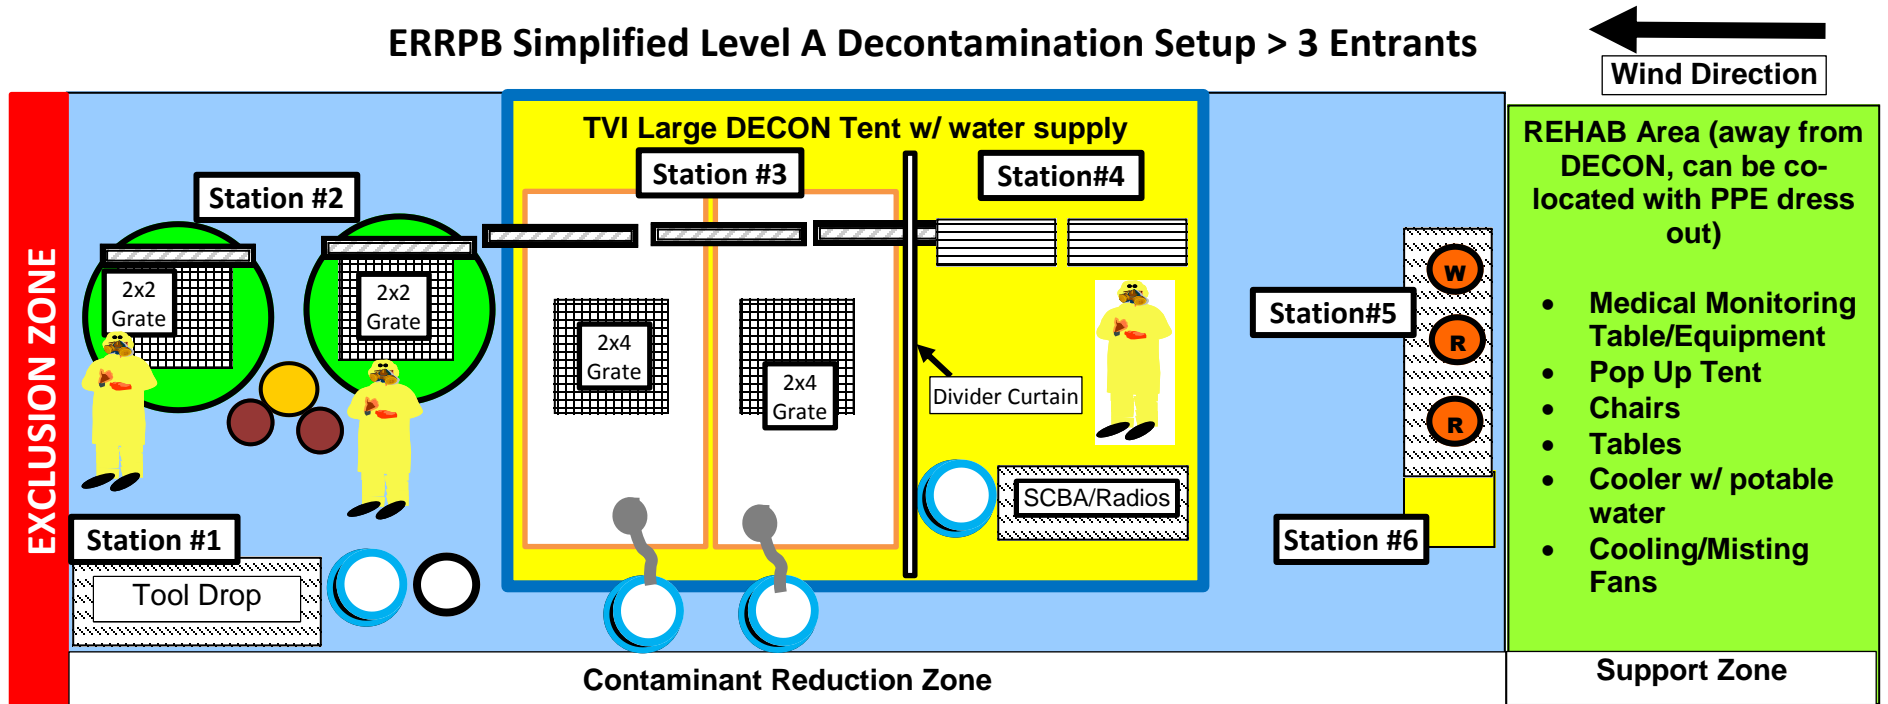 ERRPB Simplified Level A Decontamination Setup > 3 Entrants
Wind Direction
EXCLUSION ZONE
TVI Large DECON Tent w/ water supply
Station #1
Tool Drop
Station #2
2x2
Grate
2x2
Grate
Station #3
2x4
Grate
2x4
Grate
Divider Curtain
Station#4
SCBA/Radios
Station#5
W
R
R
Station #6
REHAB Area (away from
DECON, can be co-
located with PPE dress
out)
• Medical Monitoring
Table/Equipment
• Pop Up Tent
• Chairs
• Tables
• Cooler w/ potable
water
• Cooling/Misting
Fans
Contaminant Reduction Zone
Support Zone